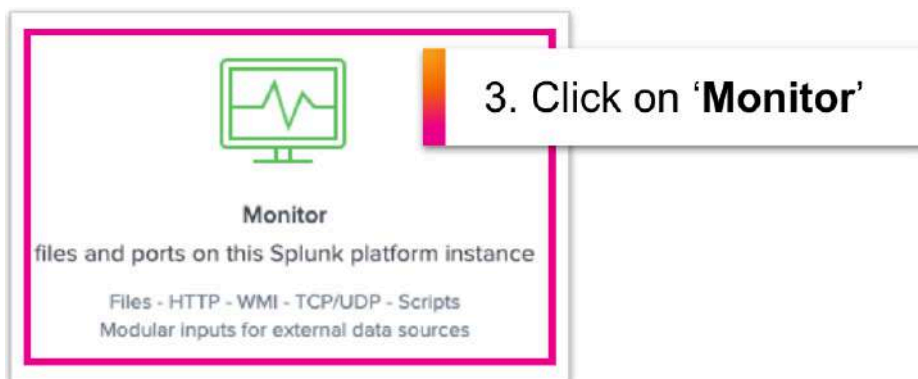 3. Click on ‘Monitor’
Monitor
files and ports on this Splunk platform instance
Files - HTTP - WMI - TCP/UDP - Scripts
Modular inputs for external data sources